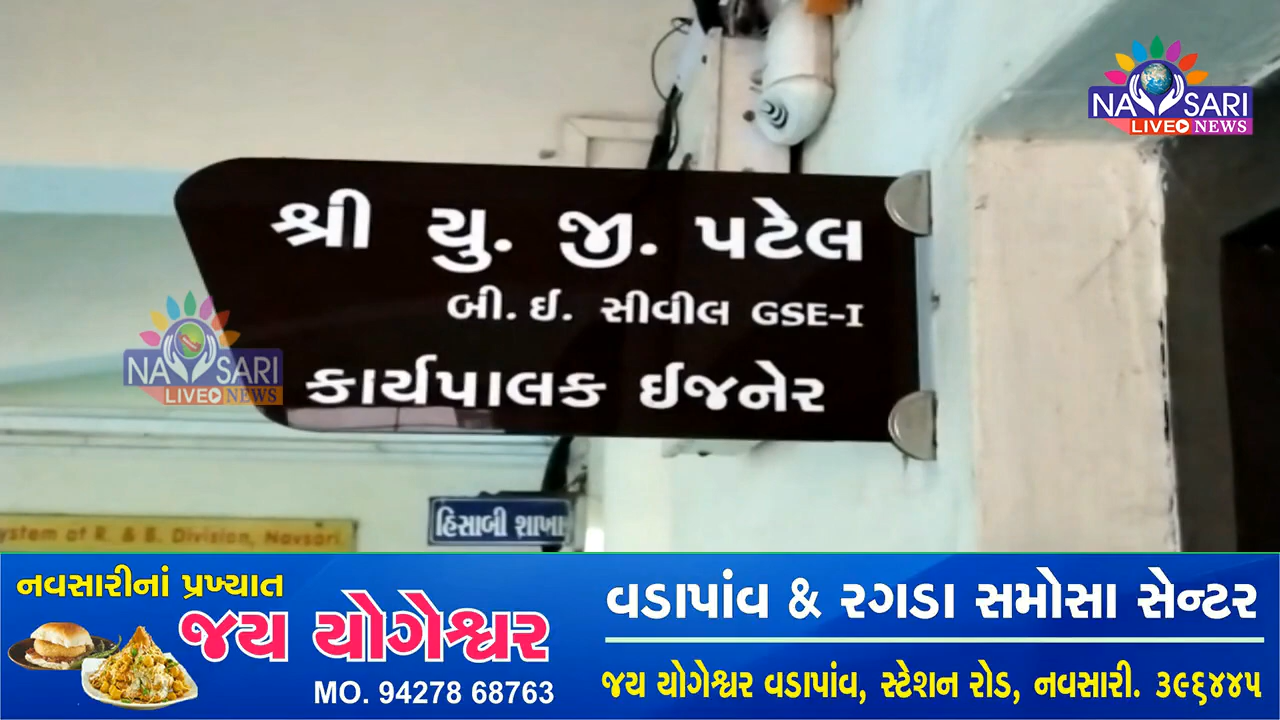 NAVSARI
LIVE NEWS
શ્રી યુ. જી. પટેલ
બી. ઈ. સીવીલ GSE-I
કાર્યપાલક ઈજનેર
NAVSARI
LIVE NEWS
હિસાબી શાખા
ystem of R. & B. Division, Navsari.
નવસારીનાં પ્રખ્યાત
જય યોગેશ્વર
MO. 94278 68763
વડાપાંવ & રગડા સમોસા સેન્ટર
જય યોગેશ્વર વડાપાંવ, સ્ટેશન રોડ, નવસારી. ૩૯૬૪૪૫